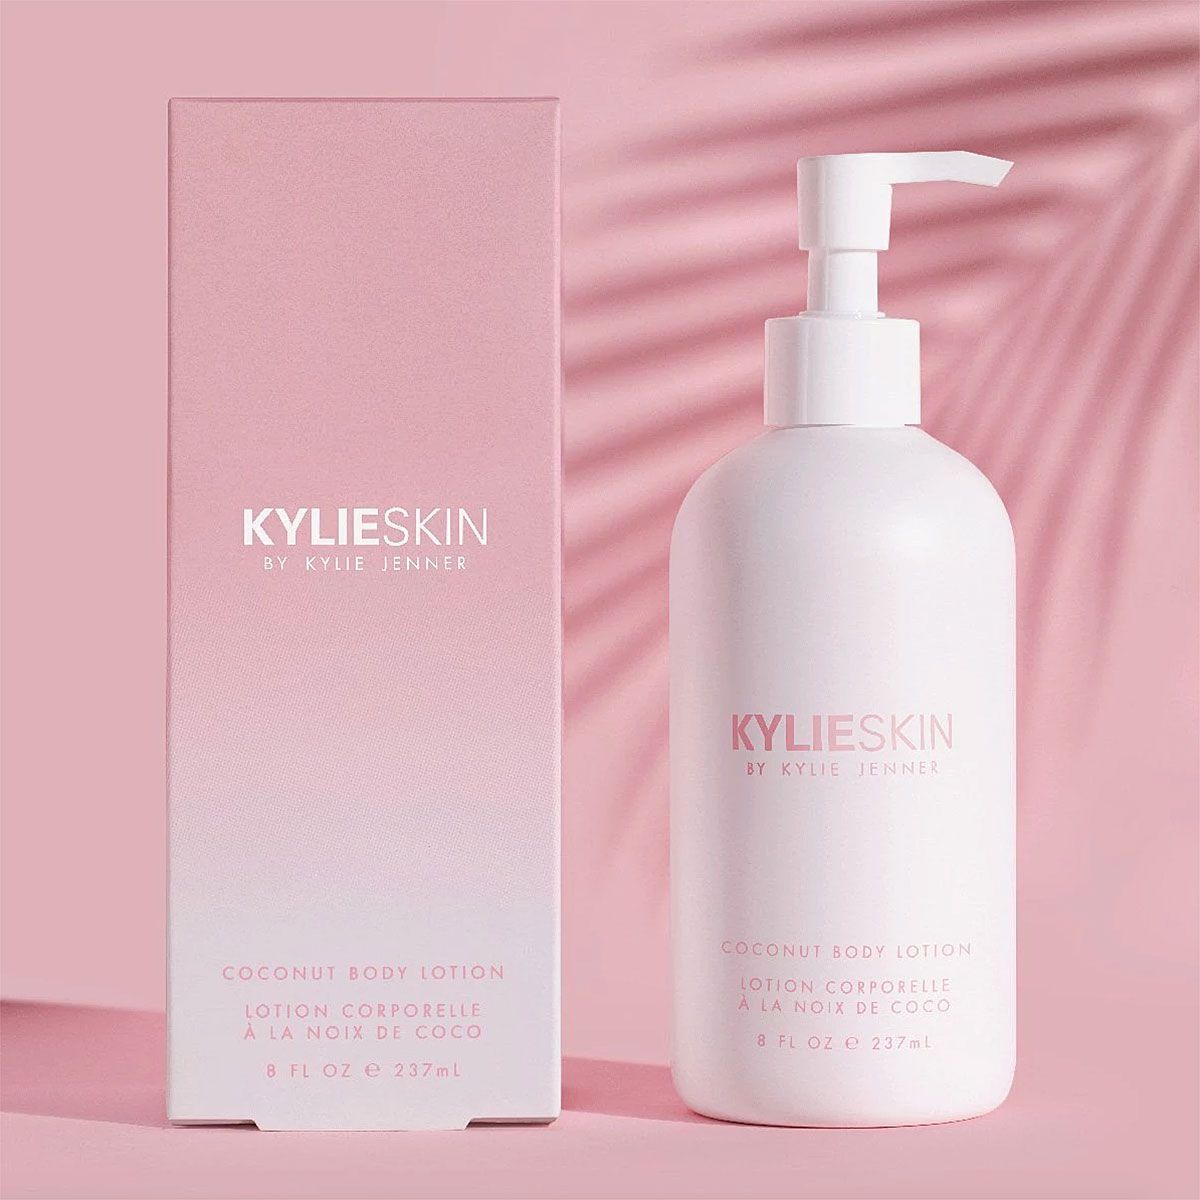 KYLIESKIN
BY KYLIE JENNER
COCONUT BODY LOTION
LOTION CORPORELLE
À LA NOIX DE COCO
8 FL OZ ℮ 237mL
KYLIESKIN
BY KYLIE JENNER
COCONUT BODY LOTION
LOTION CORPORELLE
À LA NOIX DE COCO
8 FL OZ ℮ 237mL